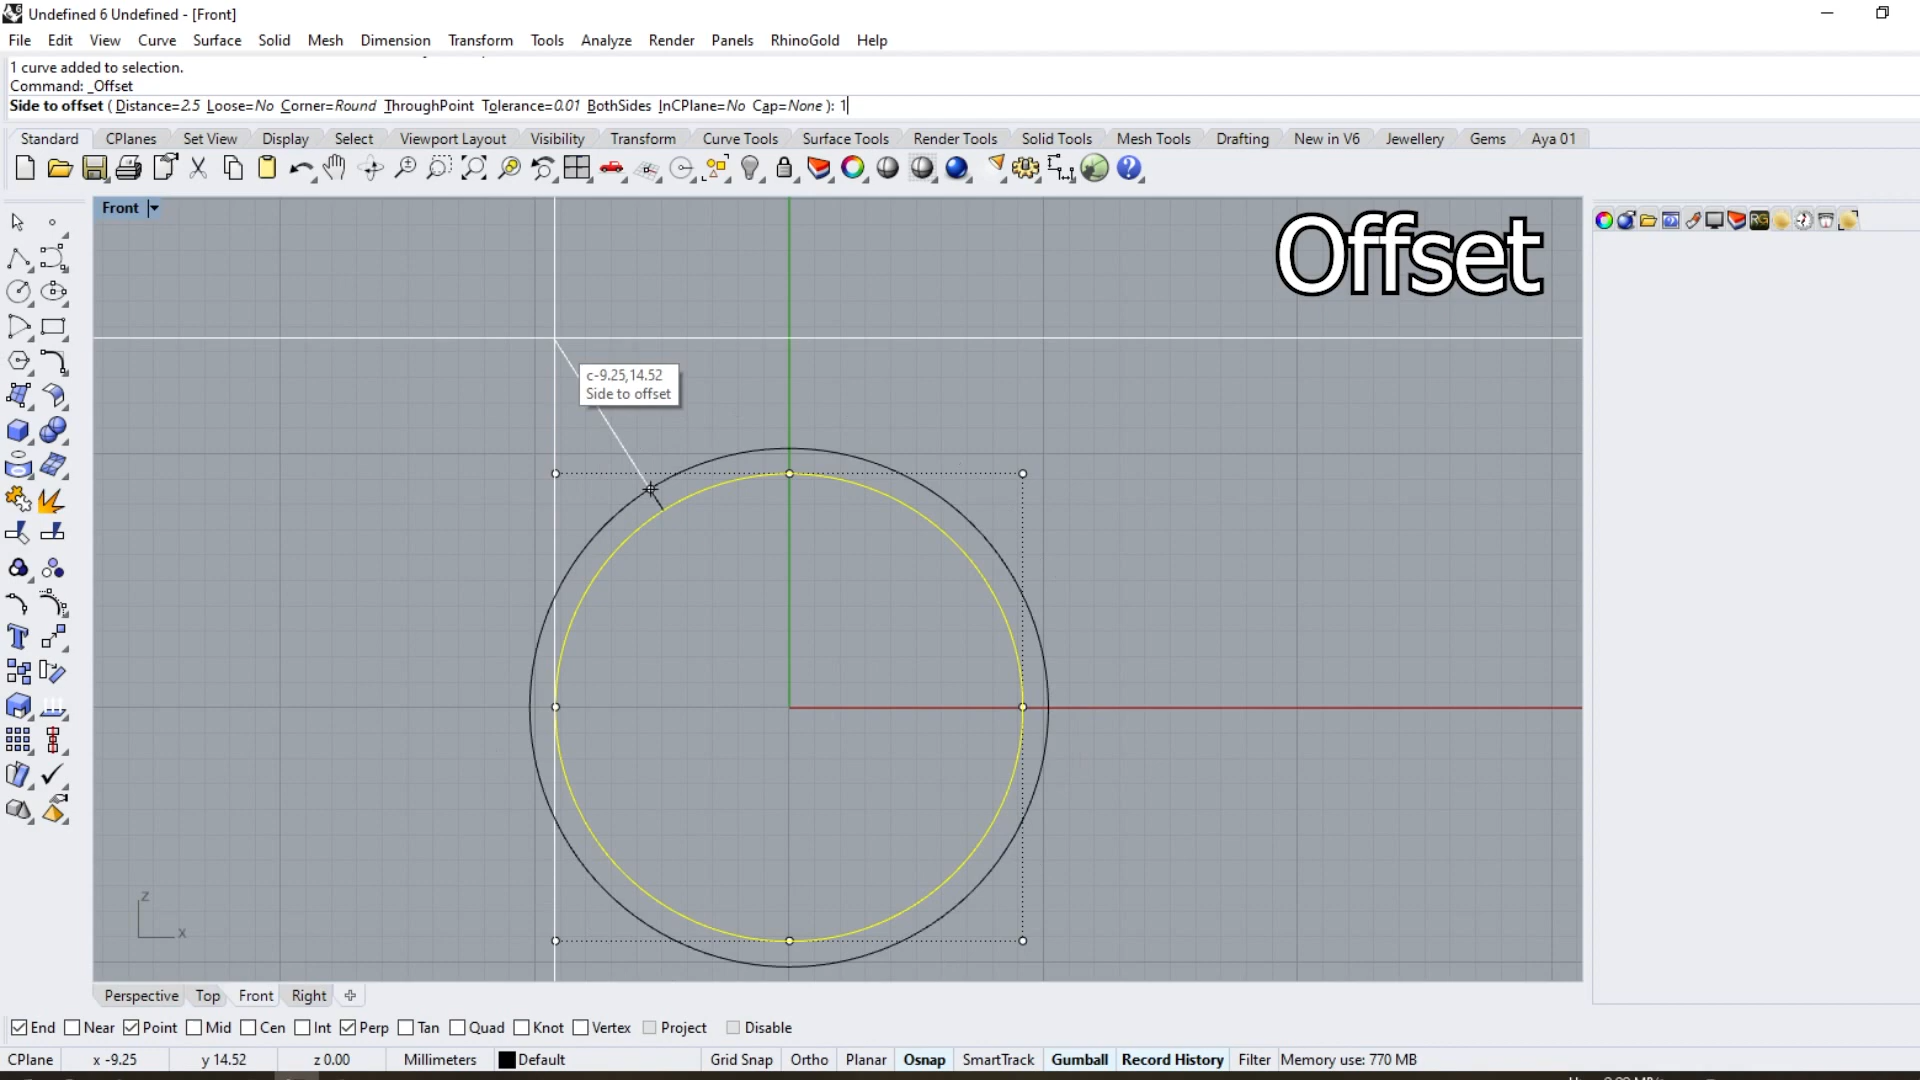 Undefined 6 Undefined - [Front]
File Edit View Curve Surface Solid Mesh Dimension Transform Tools Analyze Render Panels RhinoGold Help
1 curve added to selection.
Command: _Offset
Side to offset ( Distance=2.5 Loose=No Corner=Round ThroughPoint Tolerance=0.01 BothSides InCPlane=No Cap=None ): 1
Standard CPlanes Set View Display Select Viewport Layout Visibility Transform Curve Tools Surface Tools Render Tools Solid Tools Mesh Tools Drafting New in V6 Jewellery Gems Aya 01
Front
Offset
RG
c-9.25,14.52
Side to offset
z
x
Perspective Top Front Right
End Near Point Mid Cen Int Perp Tan Quad Knot Vertex Project Disable
CPlane x -9.25 y 14.52 z 0.00 Millimeters Default Grid Snap Ortho Planar Osnap SmartTrack Gumball Record History Filter Memory use: 770 MB